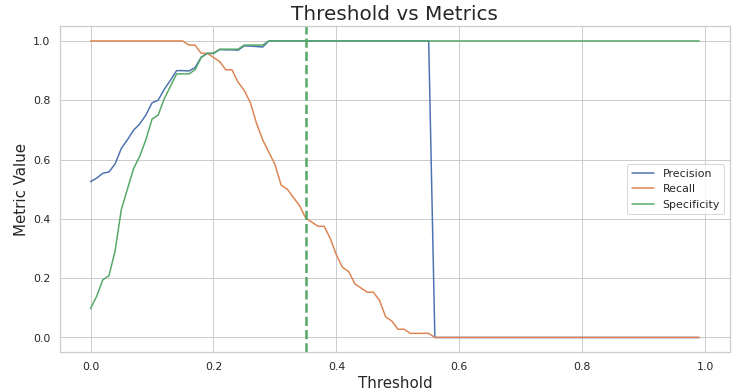 Threshold vs Metrics
Metric Value
1.0
0.8
0.6
0.4
0.2
0.0
Precision
Recall
Specificity
0.0 0.2 0.4 0.6 0.8 1.0
Threshold